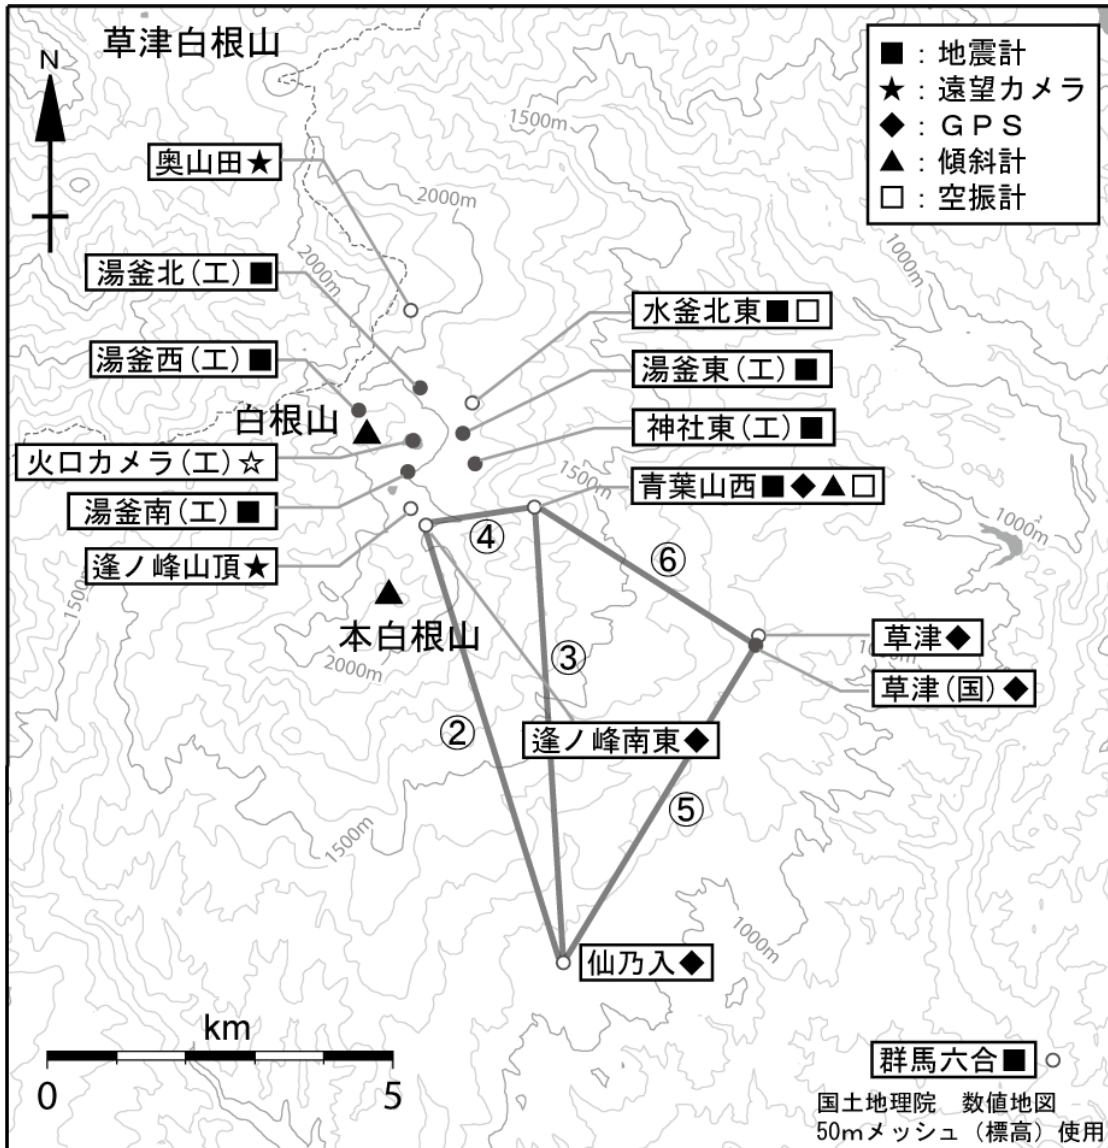 草津白根山
N
■：地震計
★：遠望カメラ
◆：ＧＰＳ
▲：傾斜計
□：空振計
1500m
奥山田★
2000m
1000m
湯釜北(工)■
2000m
水釜北東■□
湯釜西(工)■
湯釜東(工)■
白根山
神社東(工)■
火口カメラ(工)☆
1500m
青葉山西■◆▲□
湯釜南(工)■
1000m
④
⑥
逢ノ峰山頂★
1500m
本白根山
草津◆
2000m
③
草津(国)◆
②
逢ノ峰南東◆
⑤
1500m
1000m
仙乃入◆
km
0
5
群馬六合■
国土地理院　数値地図
50mメッシュ（標高）使用